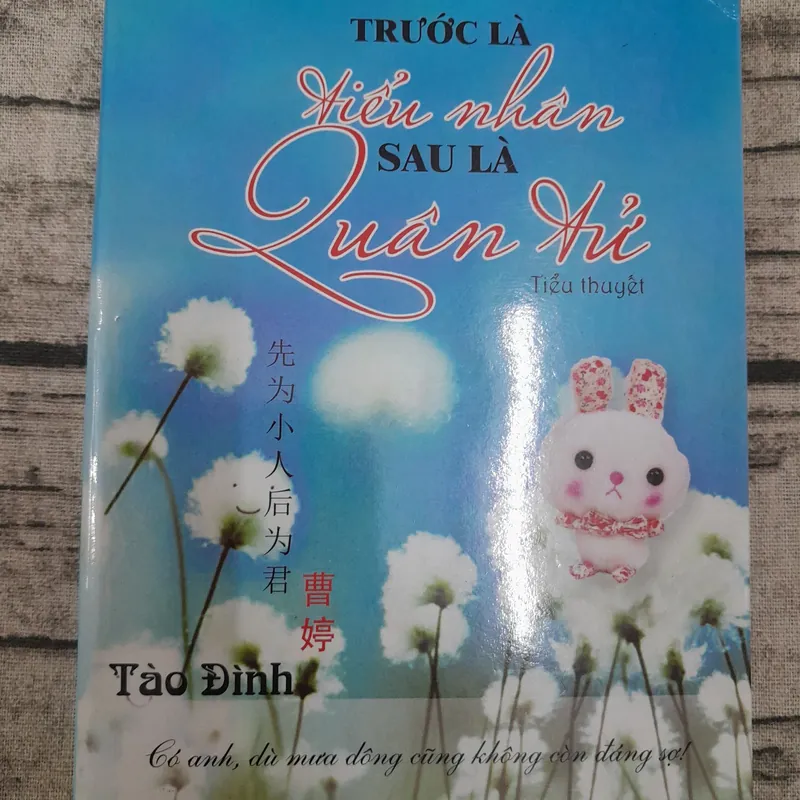 TRƯỚC LÀ
tiểu nhân
SAU LÀ
Quân tử
Tiểu thuyết
先为小人后为君
曹婷
Tào Đình
Có anh, dù mưa dông cũng không còn đáng sợ!